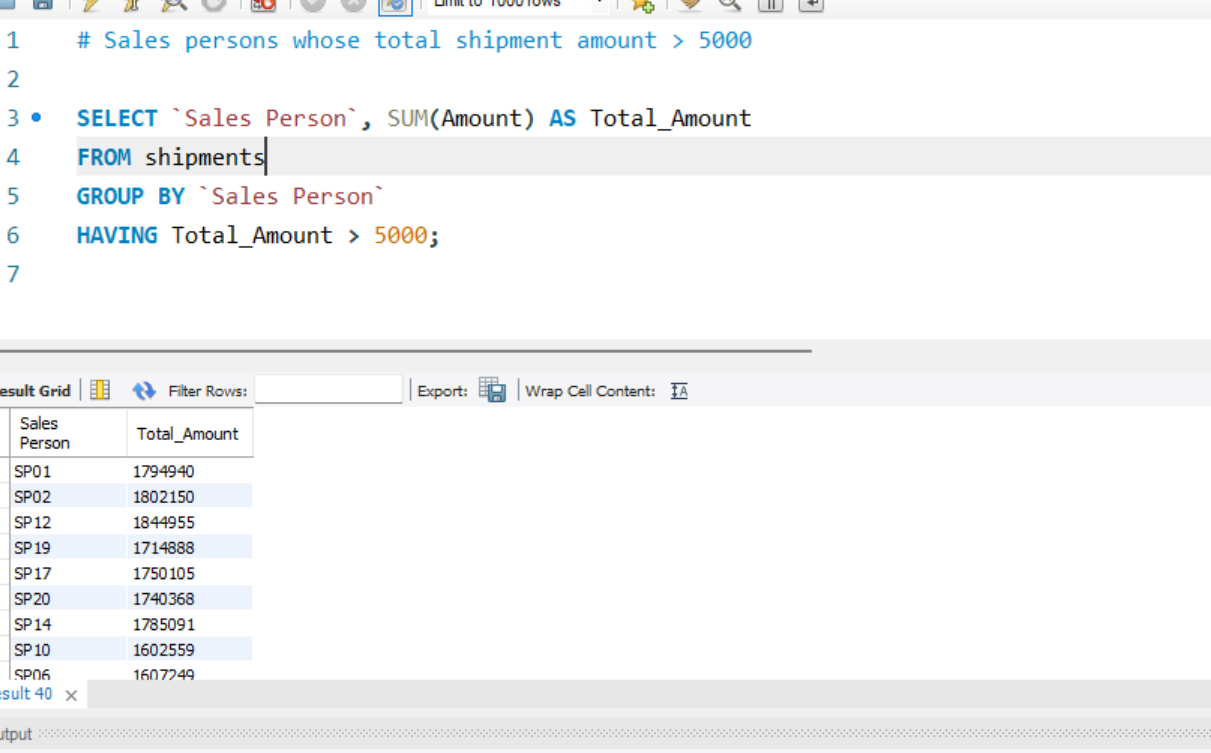 Limit to 1000 rows
1 # Sales persons whose total shipment amount > 5000
2
3 SELECT `Sales Person`, SUM(Amount) AS Total_Amount
4 FROM shipments
5 GROUP BY `Sales Person`
6 HAVING Total_Amount > 5000;
7
esult Grid Filter Rows: Export: Wrap Cell Content: IA
Sales
Person Total_Amount
SP01 1794940
SP02 1802150
SP12 1844955
SP19 1714888
SP17 1750105
SP20 1740368
SP14 1785091
SP10 1602559
SP06 1607249
esult 40 ×
utput